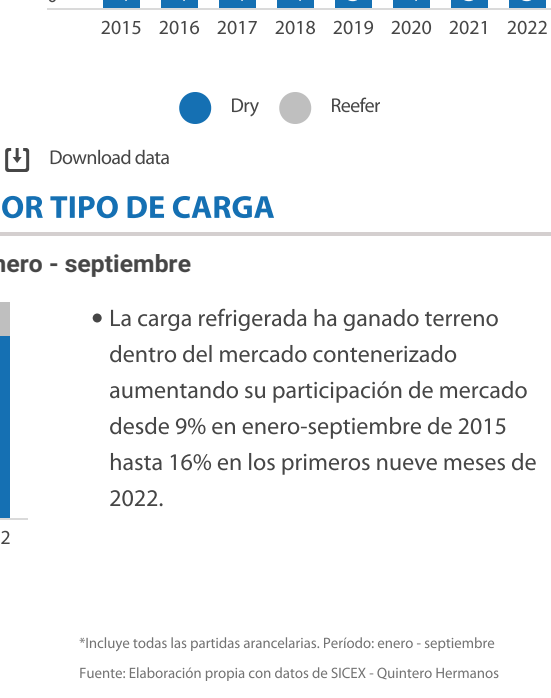 2015 2016 2017 2018 2019 2020 2021 2022
Dry Reefer
Download data
OR TIPO DE CARGA
nero - septiembre
• La carga refrigerada ha ganado terreno
dentro del mercado contenerizado
aumentando su participación de mercado
desde 9% en enero-septiembre de 2015
hasta 16% en los primeros nueve meses de
2022.
2
*Incluye todas las partidas arancelarias. Período: enero - septiembre
Fuente: Elaboración propia con datos de SICEX - Quintero Hermanos